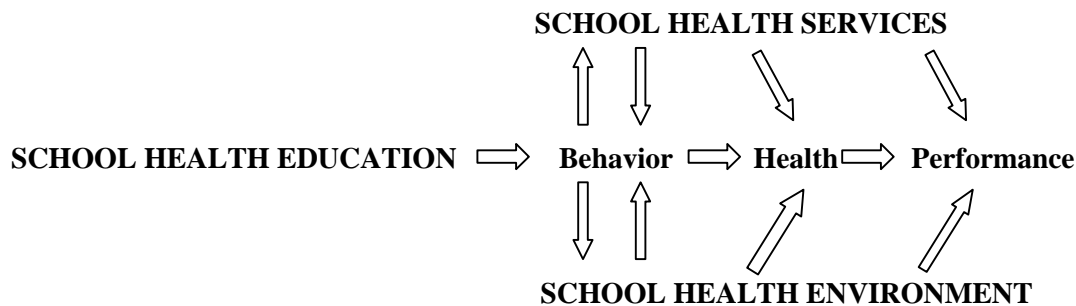 SCHOOL HEALTH SERVICES
SCHOOL HEALTH EDUCATION Behavior Health Performance
SCHOOL HEALTH ENVIRONMENT